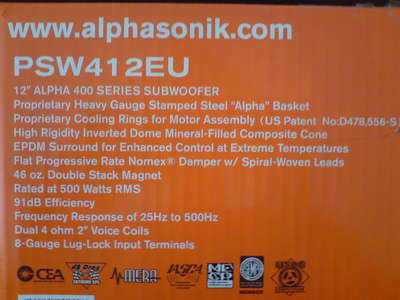 www.alphasonik.com
PSW412EU
12" ALPHA 400 SERIES SUBWOOFER
Proprietary Heavy Gauge Stamped Steel "Alpha" Basket
Proprietary Cooling Rings for Motor Assembly (US Patent No:D478,556-S)
High Rigidity Inverted Dome Mineral-Filled Composite Cone
EPDM Surround for Enhanced Control at Extreme Temperatures
Flat Progressive Rate Nomex® Damper w/ Spiral-Woven Leads
46 oz. Double Stack Magnet
Rated at 500 Watts RMS
91dB Efficiency
Frequency Response of 25Hz to 500Hz
Dual 4 ohm 2" Voice Coils
8-Gauge Lug-Lock Input Terminals
CEA MERA IASCA